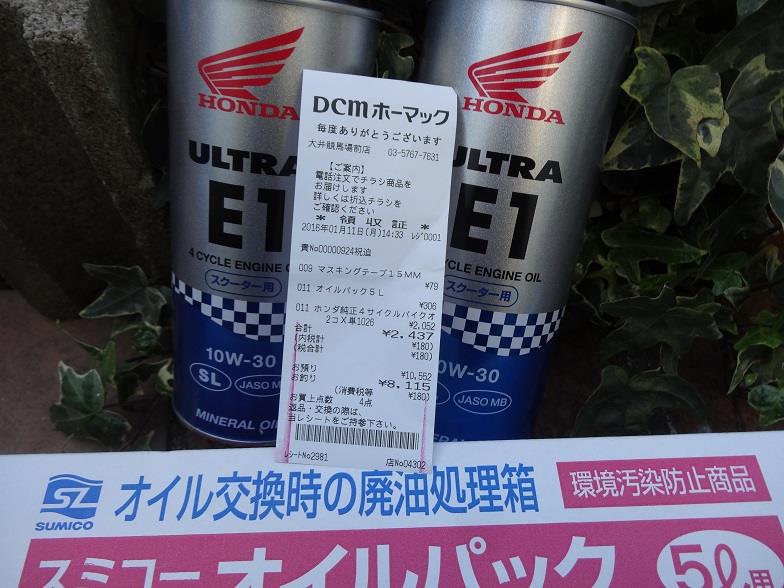 HONDA
ULTRA
E1
4 CYCLE ENGINE OIL
スクーター用
10W-30
SL
JASO MB
MINERAL OIL
HONDA
ULTRA
E1
CYCLE ENGINE OIL
スクーター用
0W-30
JASO MB
DCMホーマック
毎度ありがとうございます
大井競馬場前店 03-5767-7631
【ご案内】
電話注文でチラシ商品を
お届けします
詳しくは折込チラシを
ご確認ください
* 領収証 *
2016年01月11日(月)14:33 レジ0001
責No00000924祝迫
009 マスキングテープ15MM
¥79
011 オイルパック5L
¥306
011 ホンダ純正4サイクルバイクオ
2コX単1026 ¥2,052
合計 ¥2,437
(内税計 ¥180)
(税合計 ¥180)
お預り ¥10,552
お釣り ¥8,115
(消費税等 ¥180)
お買上点数 4点
返品・交換の際は、
当レシートをご持参下さい。
レシートNo2981 店No04302
SUMICO
オイル交換時の廃油処理箱
環境汚染防止商品
スミコーオイルパック
5ℓ用